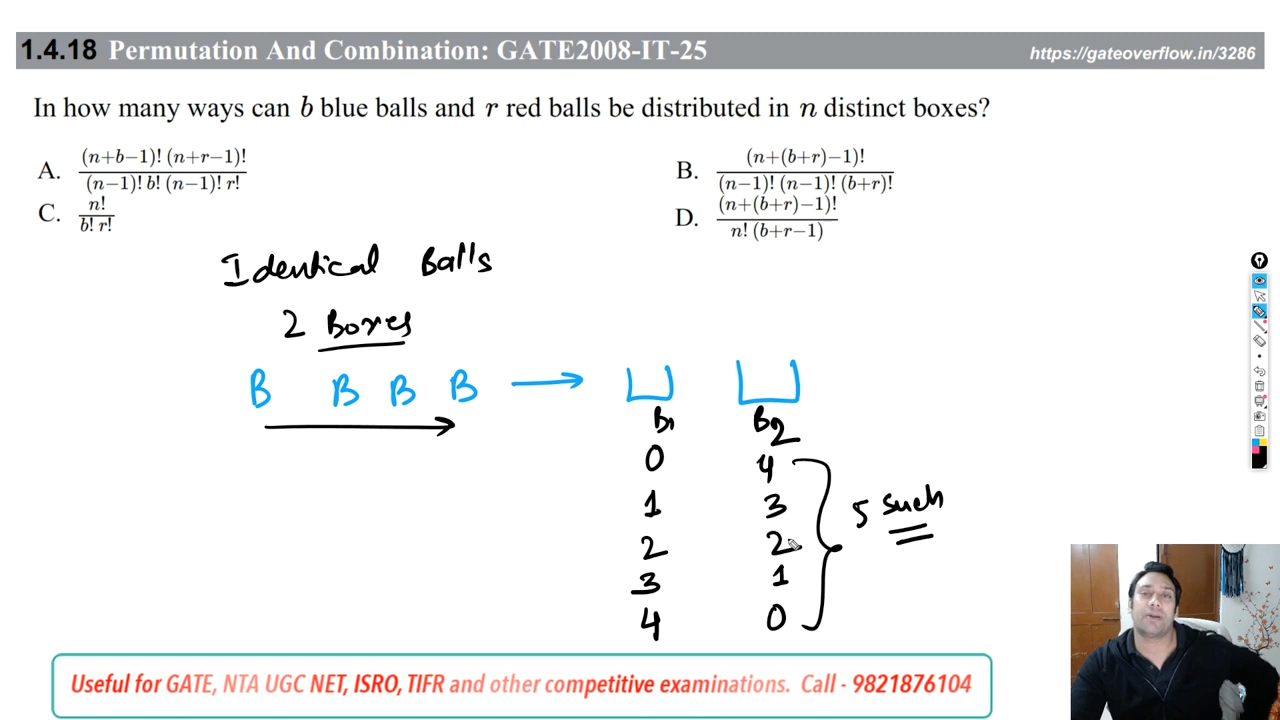 1.4.18 Permutation And Combination: GATE2008-IT-25 https://gateoverflow.in/3286
In how many ways can b blue balls and r red balls be distributed in n distinct boxes?
A. (n+b−1)! (n+r−1)! / (n−1)! b! (n−1)! r!
B. (n+(b+r)−1)! / (n−1)! (n−1)! (b+r)!
C. n! / b! r!
D. (n+(b+r)−1)! / n! (b+r−1)
Identical Balls
2 Boxes
B B B B
B1 B2
0 4
1 3
2 2
3 1
4 0
5 such
Useful for GATE, NTA UGC NET, ISRO, TIFR and other competitive examinations. Call - 9821876104